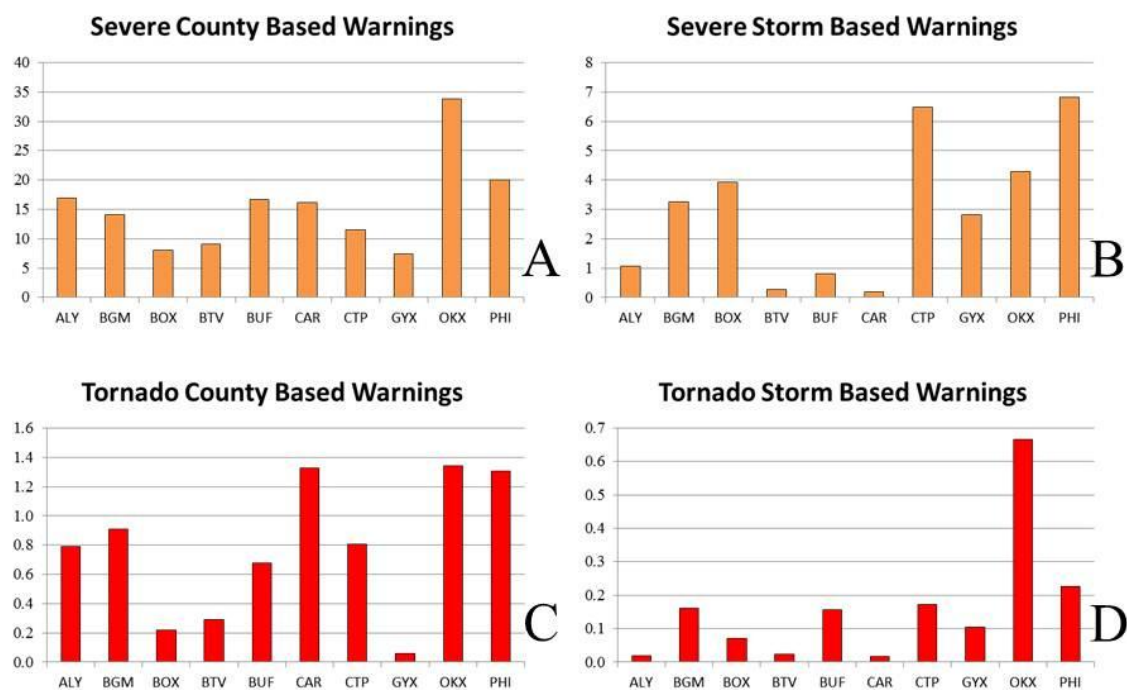 Severe County Based Warnings
40
35
30
25
20
15
10
5
0
ALY BGM BOX BTV BUF CAR CTP GYX OKX PHI
A
Severe Storm Based Warnings
8
7
6
5
4
3
2
1
0
ALY BGM BOX BTV BUF CAR CTP GYX OKX PHI
B
Tornado County Based Warnings
1.6
1.4
1.2
1.0
0.8
0.6
0.4
0.2
0.0
ALY BGM BOX BTV BUF CAR CTP GYX OKX PHI
C
Tornado Storm Based Warnings
0.7
0.6
0.5
0.4
0.3
0.2
0.1
0.0
ALY BGM BOX BTV BUF CAR CTP GYX OKX PHI
D